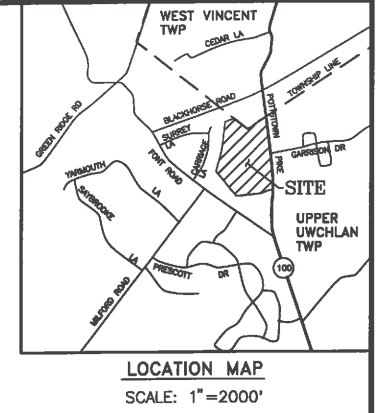 WEST VINCENT
TWP
CEDAR LA
TOWNSHIP LINE
BLACKHORSE ROAD
GREEN RIDGE RD
POTTSTOWN
PIKE
SURREY
LA
CARRIAGE
LA
GARRISON DR
FONT ROAD
YARMOUTH
LA
SAYBROOKE
LA
SITE
UPPER
UWCHLAN
TWP
100
PRESCOTT DR
MILFORD ROAD
LOCATION MAP
SCALE: 1"=2000'